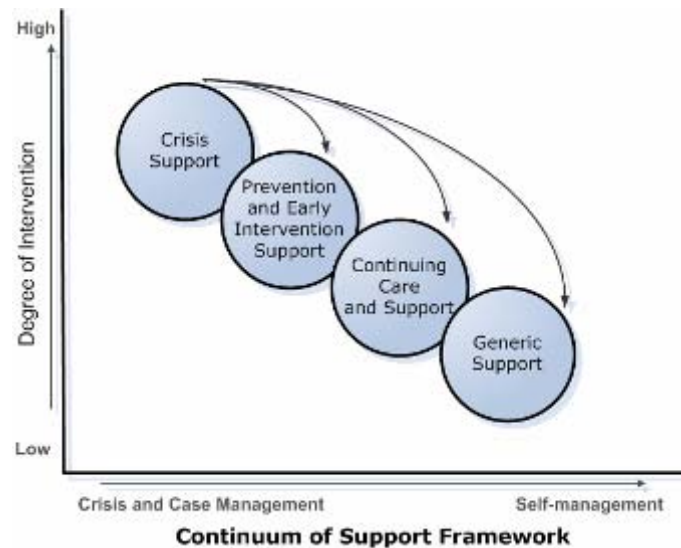 High
Degree of Intervention
Low
Crisis
Support
Prevention
and Early
Intervention
Support
Continuing
Care
and Support
Generic
Support
Crisis and Case Management
Self-management
Continuum of Support Framework